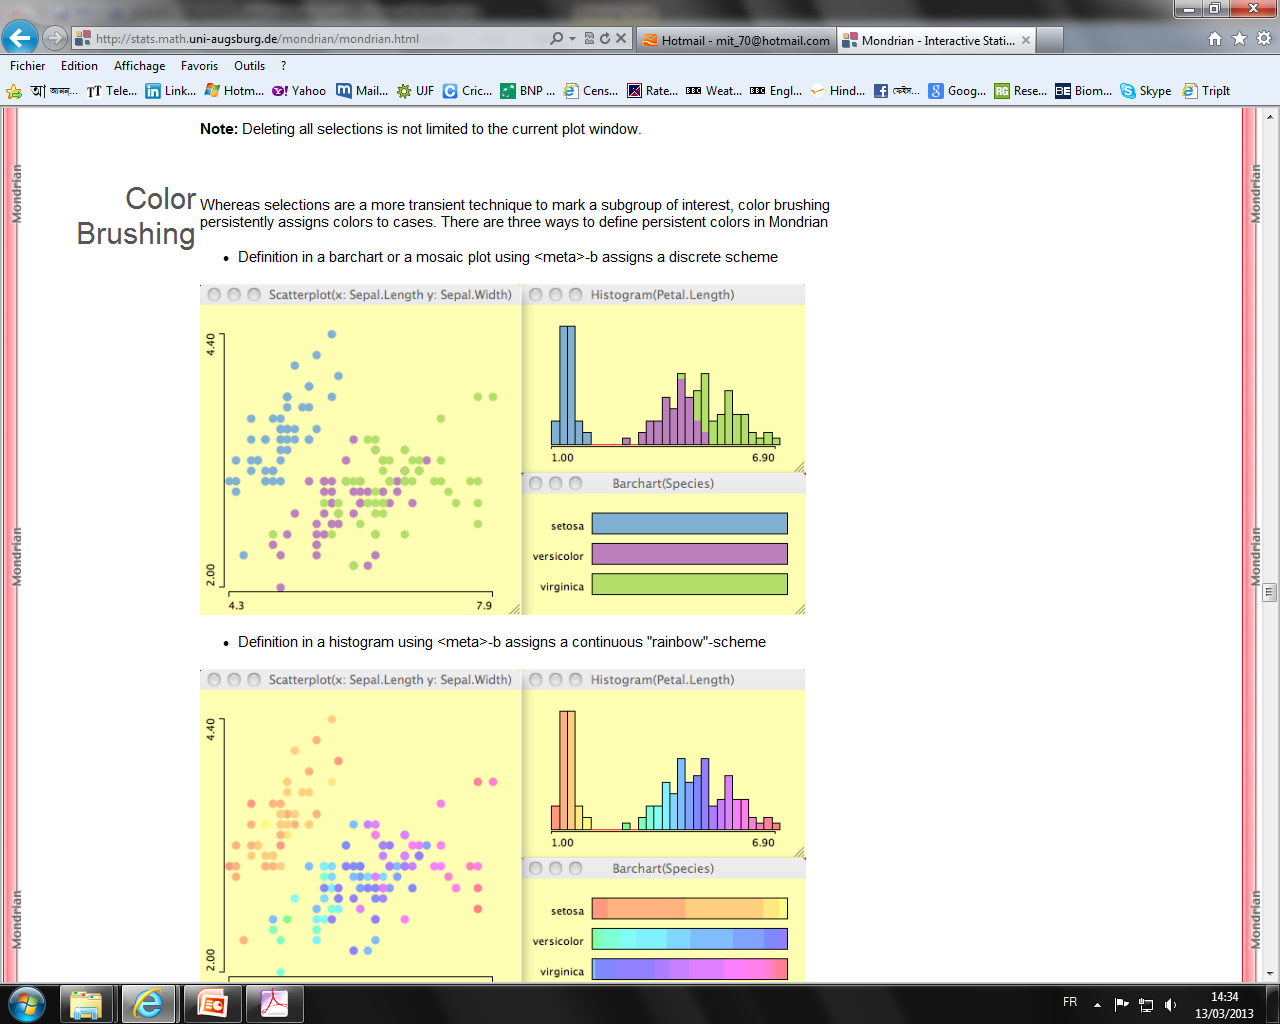 http://stats.math.uni-augsburg.de/mondrian/mondrian.html
Hotmail - mit_70@hotmail.com
Mondrian - Interactive Stati...
Fichier Edition Affichage Favoris Outils ?
আ আনন্দ... TT Tele... in Link... Hotm... Y! Yahoo Mail... UJF C Cric... BNP ... Cens... Rate... BBC Weat... BBC Engl... Hind... f ফেইস... g Goog... RG Rese... BE Biom... Skype TripIt
Note: Deleting all selections is not limited to the current plot window.
Color
Brushing
Whereas selections are a more transient technique to mark a subgroup of interest, color brushing
persistently assigns colors to cases. There are three ways to define persistent colors in Mondrian
• Definition in a barchart or a mosaic plot using <meta>-b assigns a discrete scheme
Scatterplot(x: Sepal.Length y: Sepal.Width)
4.40
2.00
4.3 7.9
Histogram(Petal.Length)
1.00 6.90
Barchart(Species)
setosa
versicolor
virginica
• Definition in a histogram using <meta>-b assigns a continuous "rainbow"-scheme
Scatterplot(x: Sepal.Length y: Sepal.Width)
4.40
2.00
Histogram(Petal.Length)
1.00 6.90
Barchart(Species)
setosa
versicolor
virginica
Mondrian
Mondrian
Mondrian
Mondrian
Mondrian
Mondrian
FR
14:34
13/03/2013